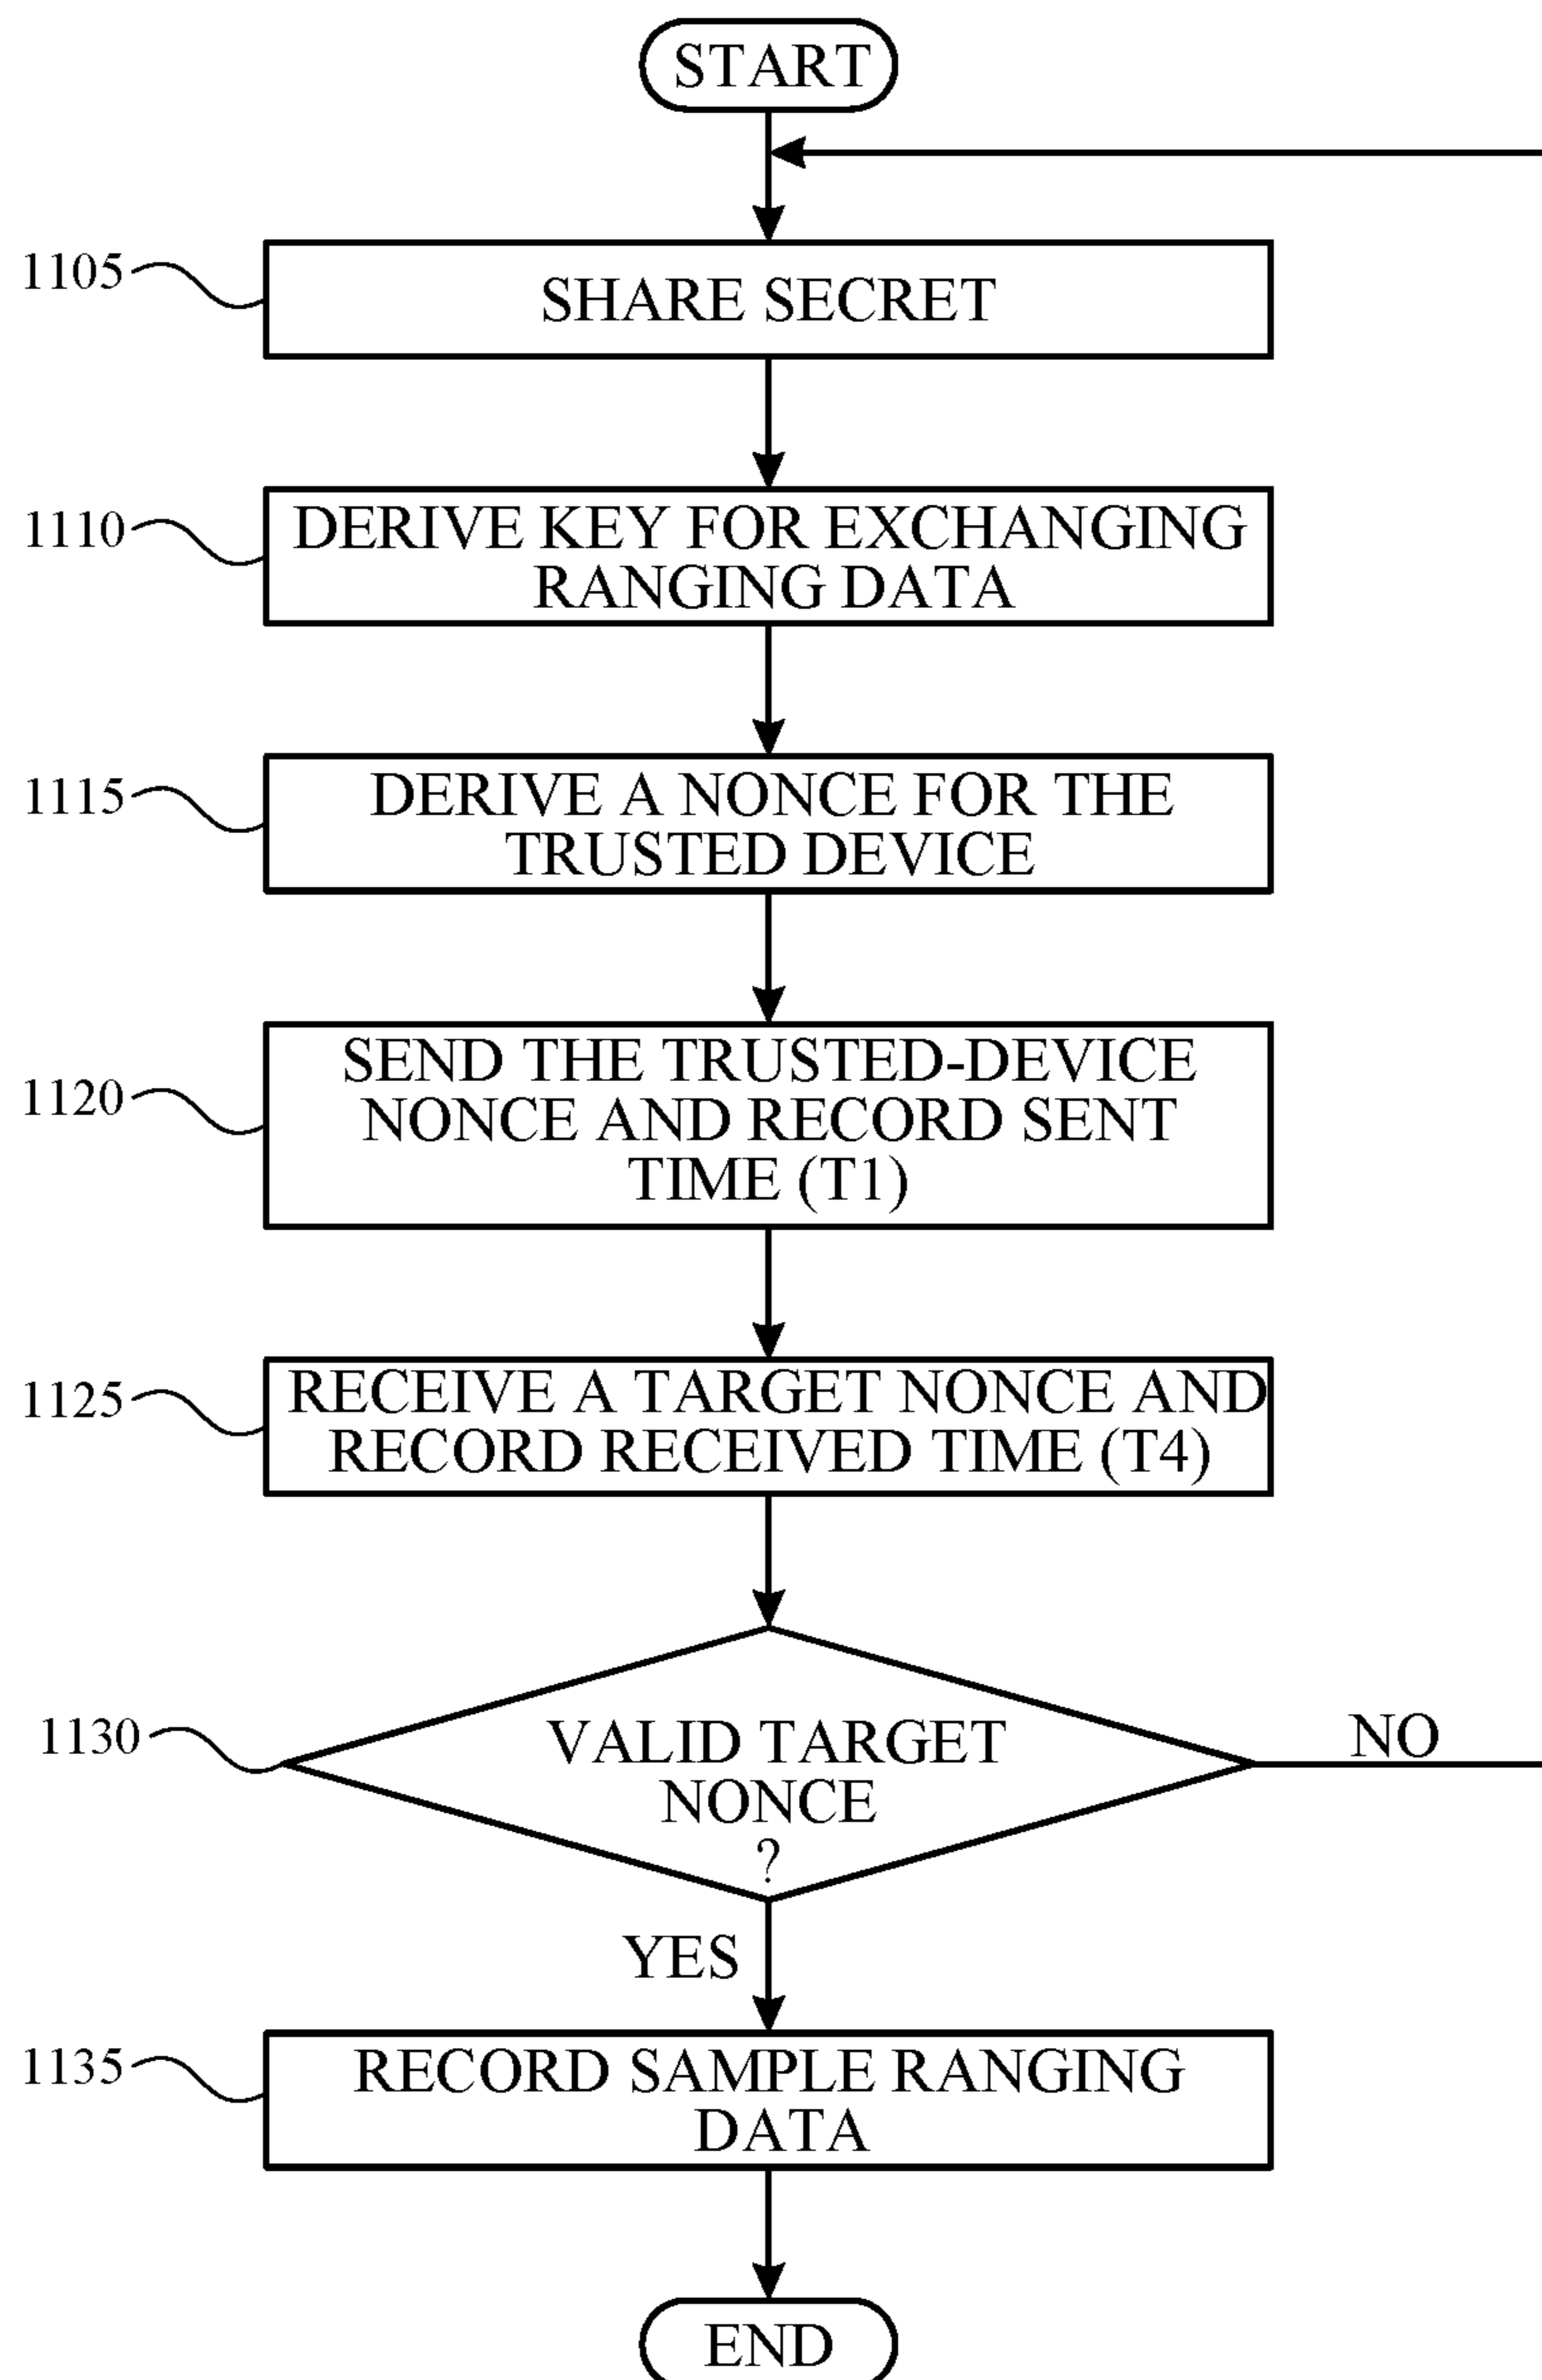 START
1105
SHARE SECRET
1110
DERIVE KEY FOR EXCHANGING
RANGING DATA
1115
DERIVE A NONCE FOR THE
TRUSTED DEVICE
1120
SEND THE TRUSTED-DEVICE
NONCE AND RECORD SENT
TIME (T1)
1125
RECEIVE A TARGET NONCE AND
RECORD RECEIVED TIME (T4)
1130
VALID TARGET
NONCE
?
NO
YES
1135
RECORD SAMPLE RANGING
DATA
END